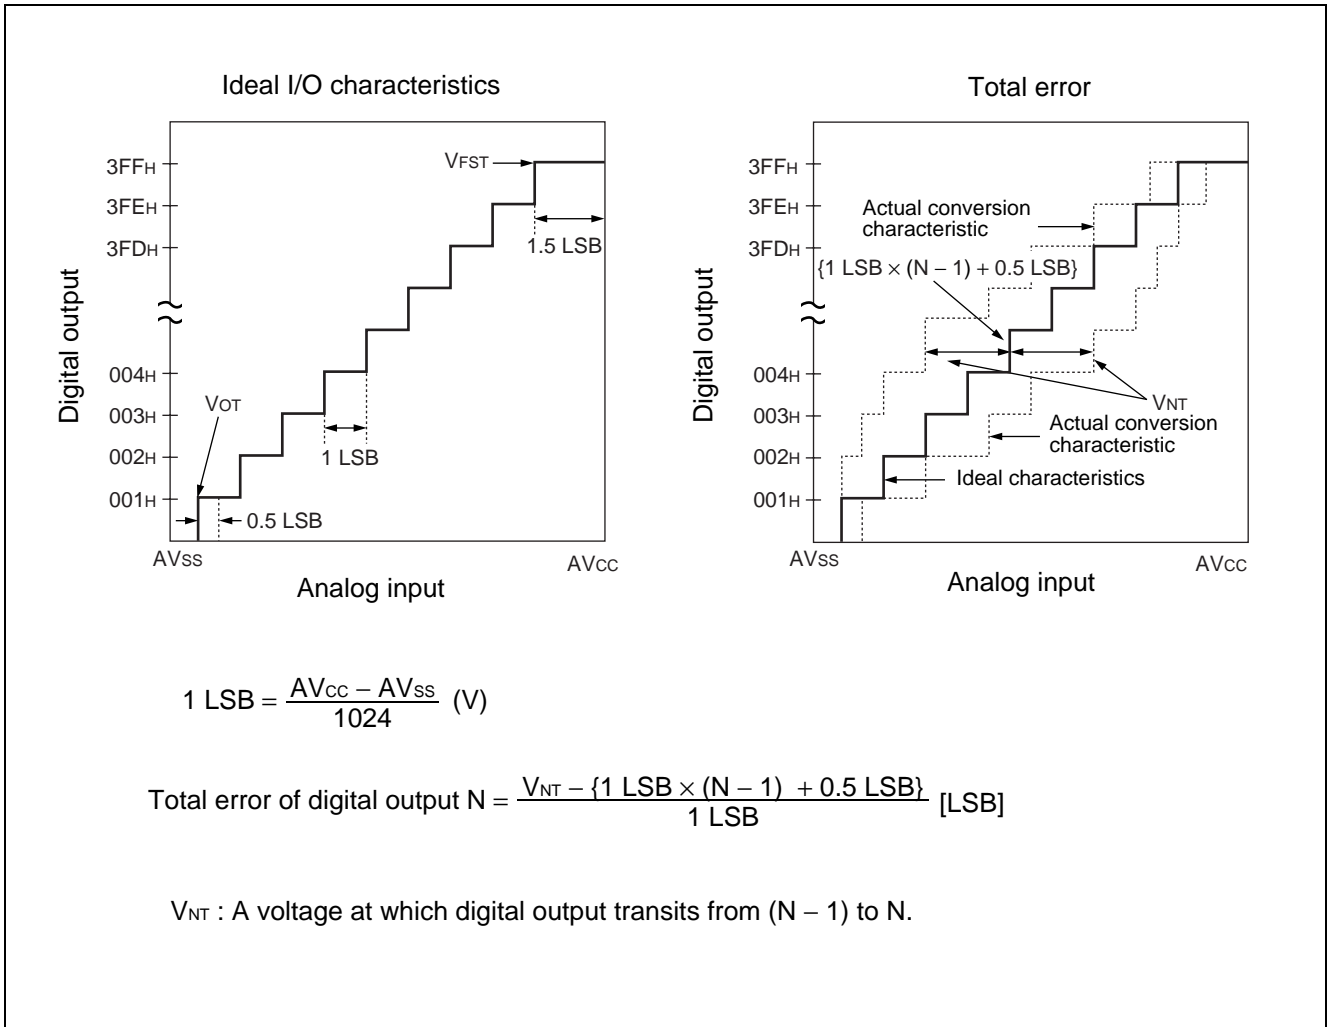 Ideal I/O characteristics
3FFH
3FEH
3FDH
004H
003H
002H
001H
Digital output
VFST
1.5 LSB
VOT
1 LSB
0.5 LSB
AVSS
AVCC
Analog input
Total error
3FFH
3FEH
3FDH
004H
003H
002H
001H
Digital output
Actual conversion
characteristic
{1 LSB × (N − 1) + 0.5 LSB}
VNT
Actual conversion
characteristic
Ideal characteristics
AVSS
AVCC
Analog input
1 LSB = AVCC − AVSS / 1024 (V)
Total error of digital output N = VNT − {1 LSB × (N − 1) + 0.5 LSB} / 1 LSB [LSB]
VNT : A voltage at which digital output transits from (N − 1) to N.